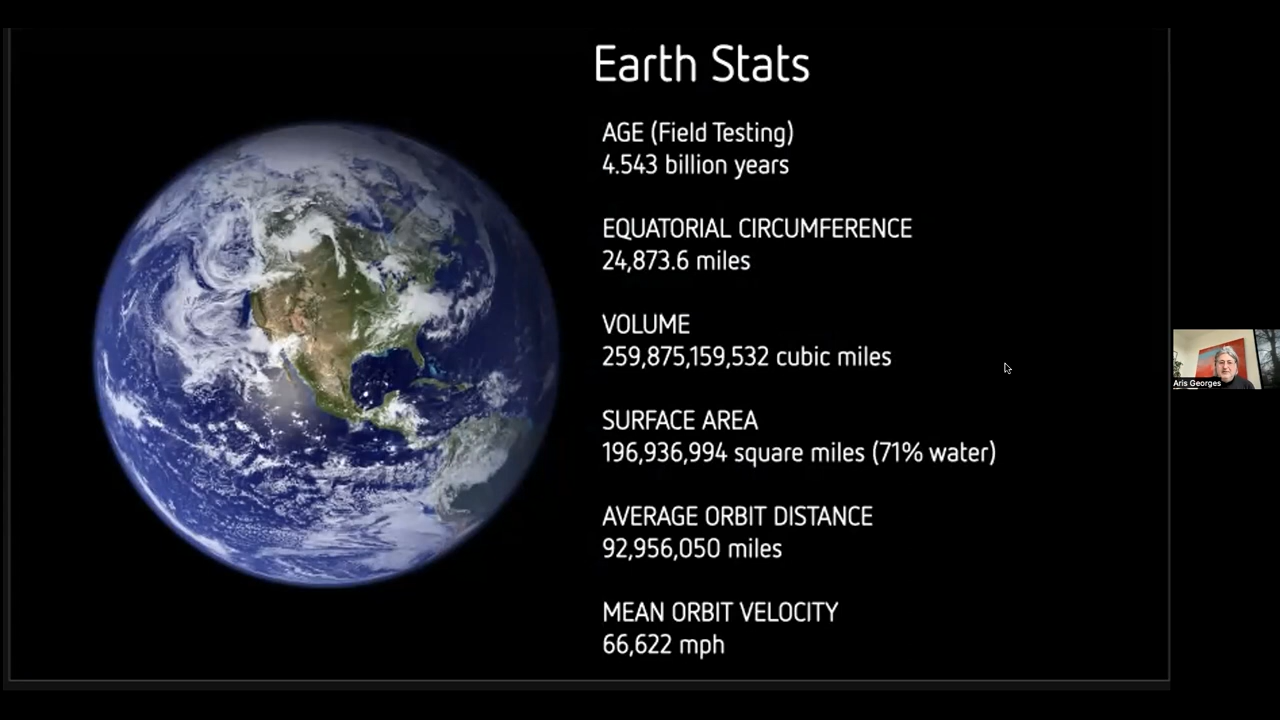 Earth Stats
AGE (Field Testing)
4.543 billion years
EQUATORIAL CIRCUMFERENCE
24,873.6 miles
VOLUME
259,875,159,532 cubic miles
SURFACE AREA
196,936,994 square miles (71% water)
AVERAGE ORBIT DISTANCE
92,956,050 miles
MEAN ORBIT VELOCITY
66,622 mph
Aris Georges